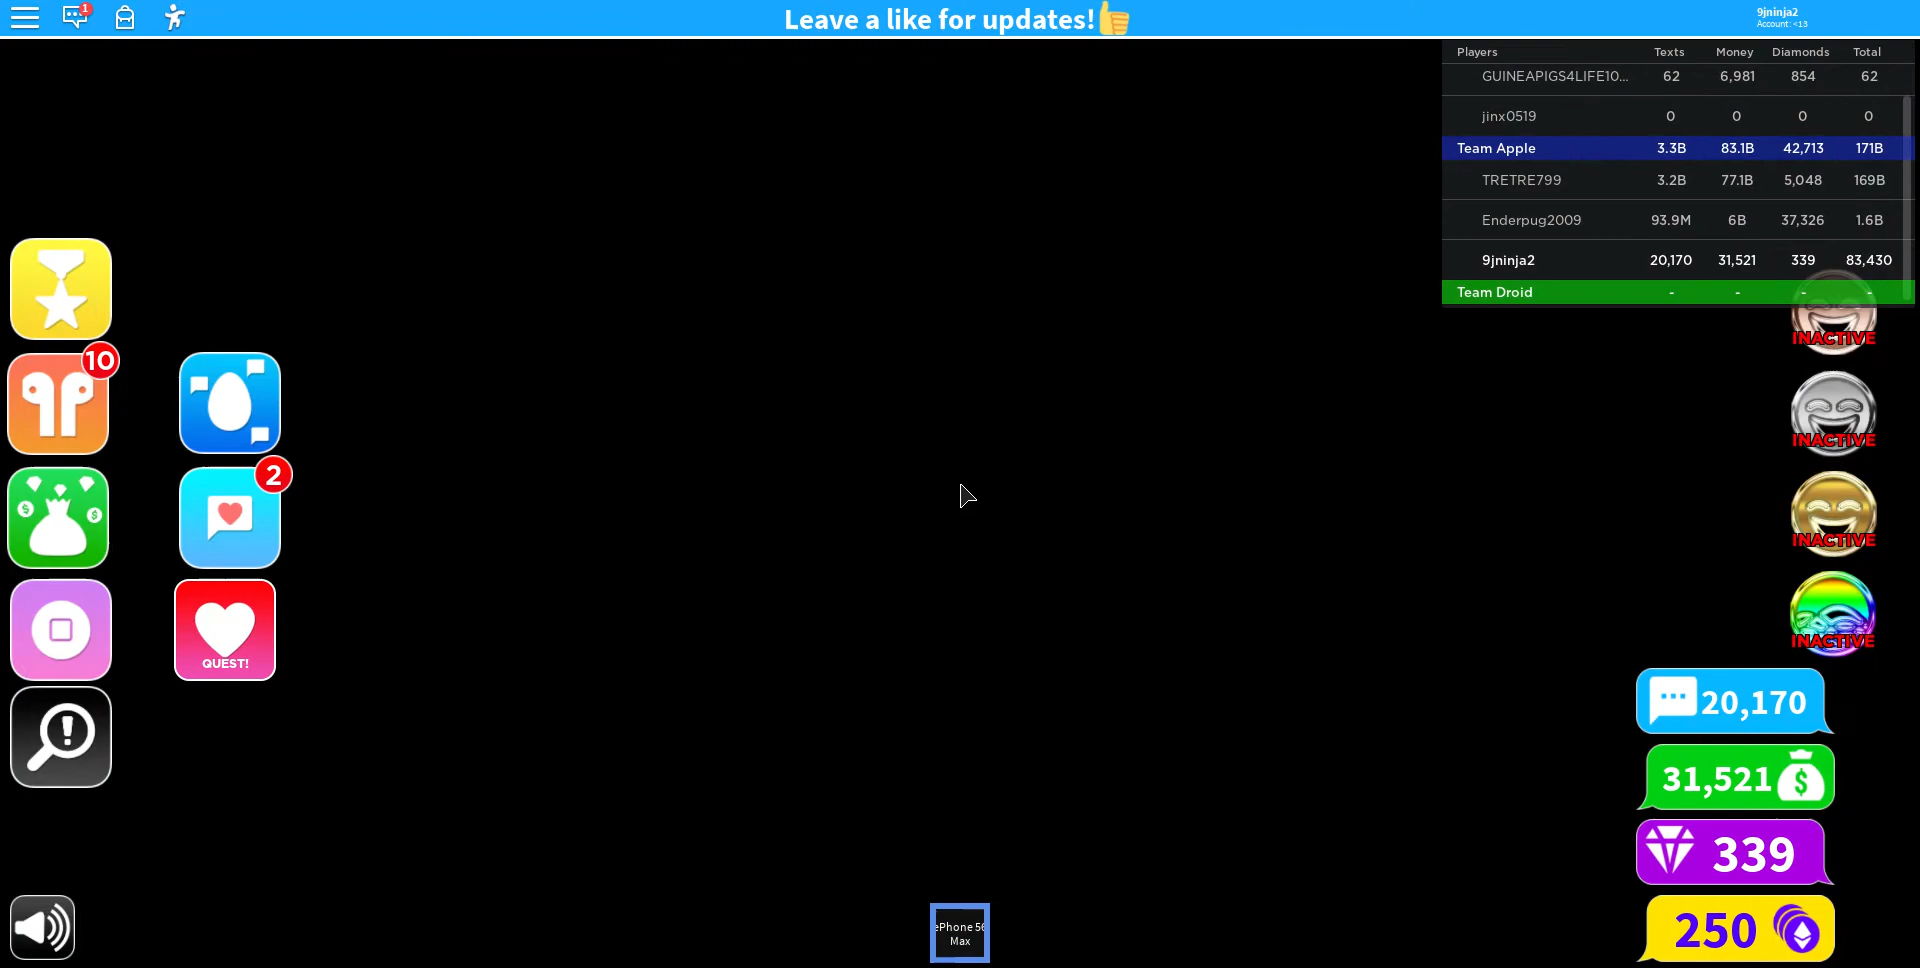 1
Leave a like for updates!
9jninja2
Account: <13
Players Texts Money Diamonds Total
GUINEAPIGS4LIFE10... 62 6,981 854 62
jinx0519 0 0 0 0
Team Apple 3.3B 83.1B 42,713 171B
TRETRE799 3.2B 77.1B 5,048 169B
Enderpug2009 93.9M 6B 37,326 1.6B
9jninja2 20,170 31,521 339 83,430
Team Droid - - - -
INACTIVE
10
INACTIVE
2
INACTIVE
QUEST!
INACTIVE
20,170
31,521
339
250
ePhone 56
Max